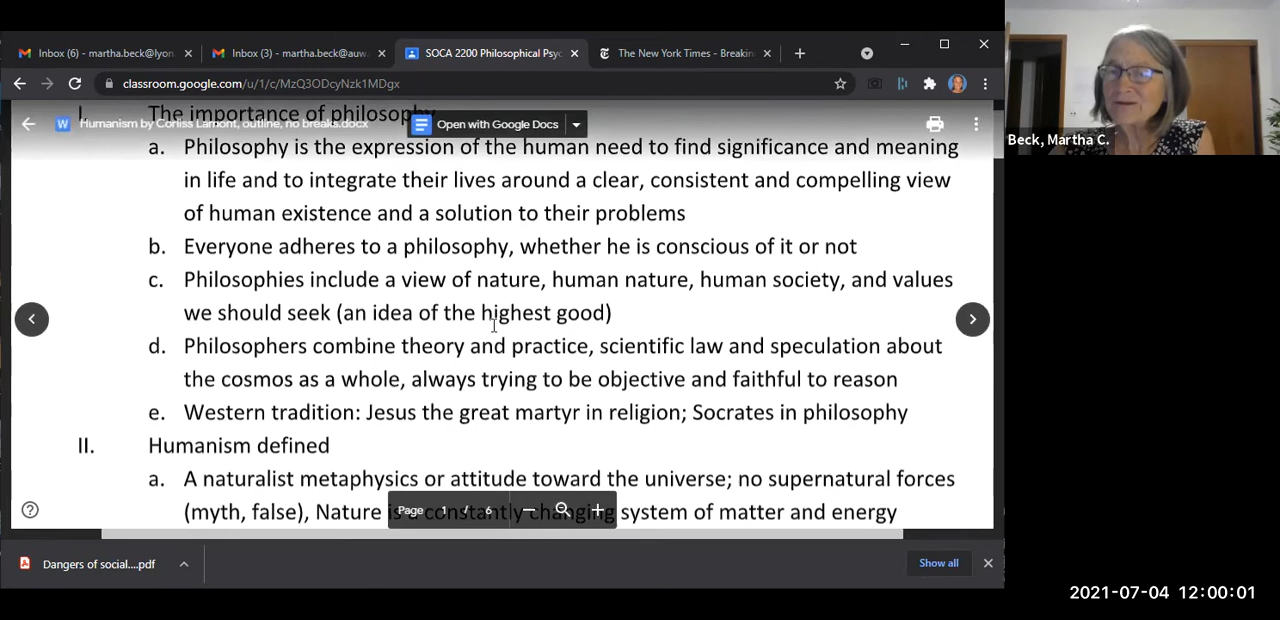 Inbox (6) - martha.beck@lyon
Inbox (3) - martha.beck@auw
SOCA 2200 Philosophical Psyc
The New York Times - Breakin
classroom.google.com/u/1/c/MzQ3ODcyNzk1MDgx
I. The importance of philosophy
Humanism by Corliss Lamont, outline, no breaks.docx
Open with Google Docs
a. Philosophy is the expression of the human need to find significance and meaning
in life and to integrate their lives around a clear, consistent and compelling view
of human existence and a solution to their problems
b. Everyone adheres to a philosophy, whether he is conscious of it or not
c. Philosophies include a view of nature, human nature, human society, and values
we should seek (an idea of the highest good)
d. Philosophers combine theory and practice, scientific law and speculation about
the cosmos as a whole, always trying to be objective and faithful to reason
e. Western tradition: Jesus the great martyr in religion; Socrates in philosophy
II. Humanism defined
a. A naturalist metaphysics or attitude toward the universe; no supernatural forces
(myth, false), Nature is a constantly changing system of matter and energy
Page 1 / 6
Dangers of social....pdf
Show all
Beck, Martha C.
2021-07-04 12:00:01